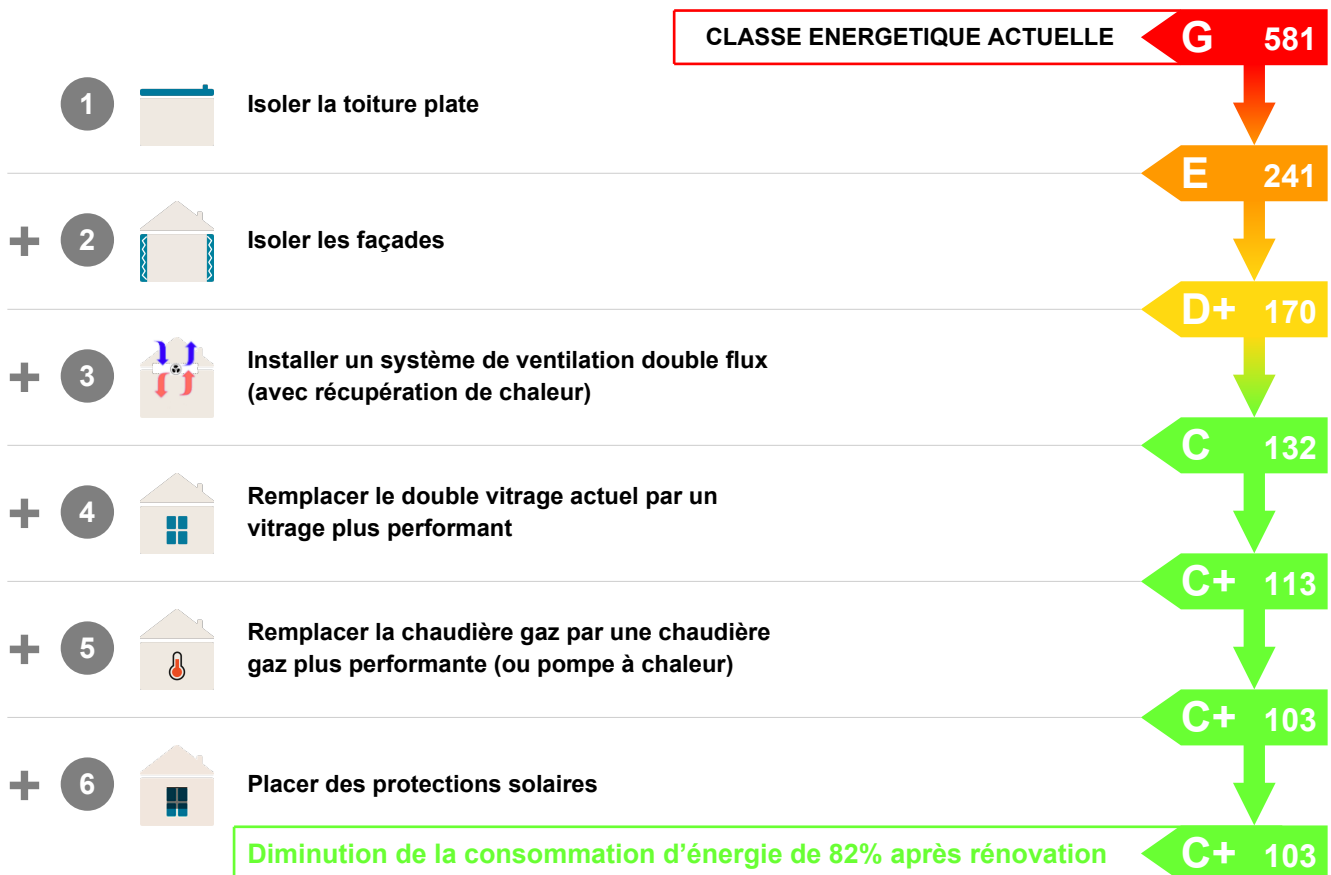 CLASSE ENERGETIQUE ACTUELLE G 581
1 Isoler la toiture plate
E 241
+ 2 Isoler les façades
D+ 170
+ 3 Installer un système de ventilation double flux
(avec récupération de chaleur)
C 132
+ 4 Remplacer le double vitrage actuel par un
vitrage plus performant
C+ 113
+ 5 Remplacer la chaudière gaz par une chaudière
gaz plus performante (ou pompe à chaleur)
C+ 103
+ 6 Placer des protections solaires
Diminution de la consommation d’énergie de 82% après rénovation C+ 103